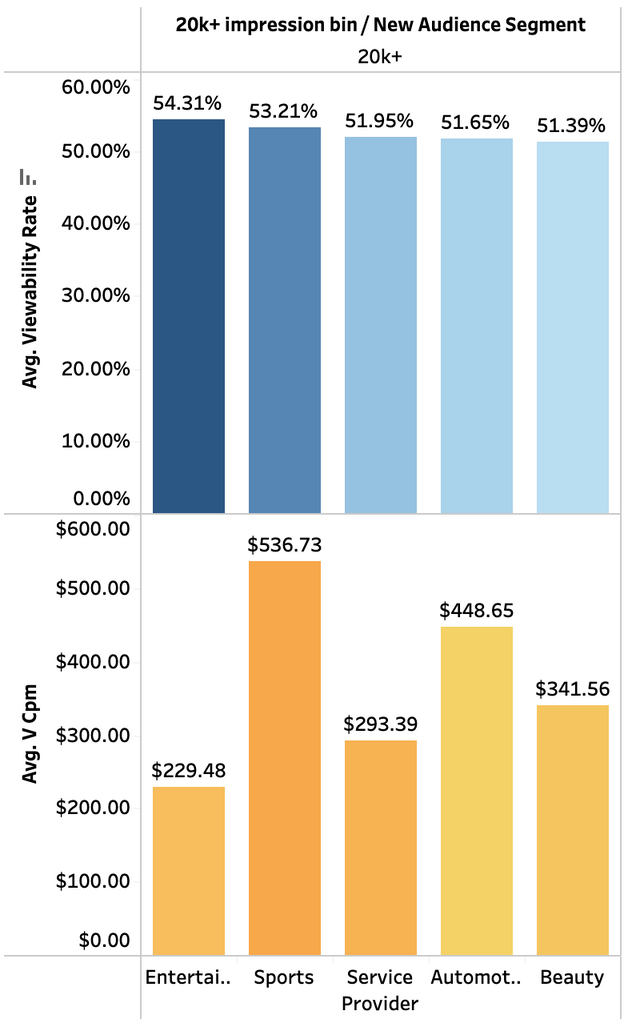 20k+ impression bin / New Audience Segment
20k+
Avg. Viewability Rate
60.00%
50.00%
40.00%
30.00%
20.00%
10.00%
0.00%
54.31%
53.21%
51.95%
51.65%
51.39%
Avg. V Cpm
$600.00
$500.00
$400.00
$300.00
$200.00
$100.00
$0.00
$229.48
$536.73
$293.39
$448.65
$341.56
Entertai..
Sports
Service
Provider
Automot..
Beauty